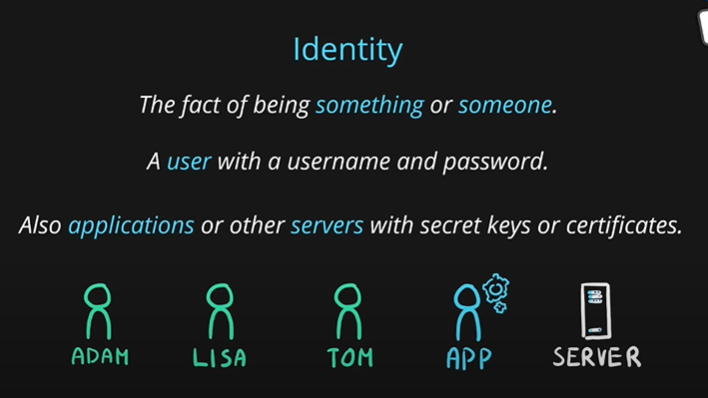 Identity
The fact of being something or someone.
A user with a username and password.
Also applications or other servers with secret keys or certificates.
ADAM LISA TOM APP SERVER